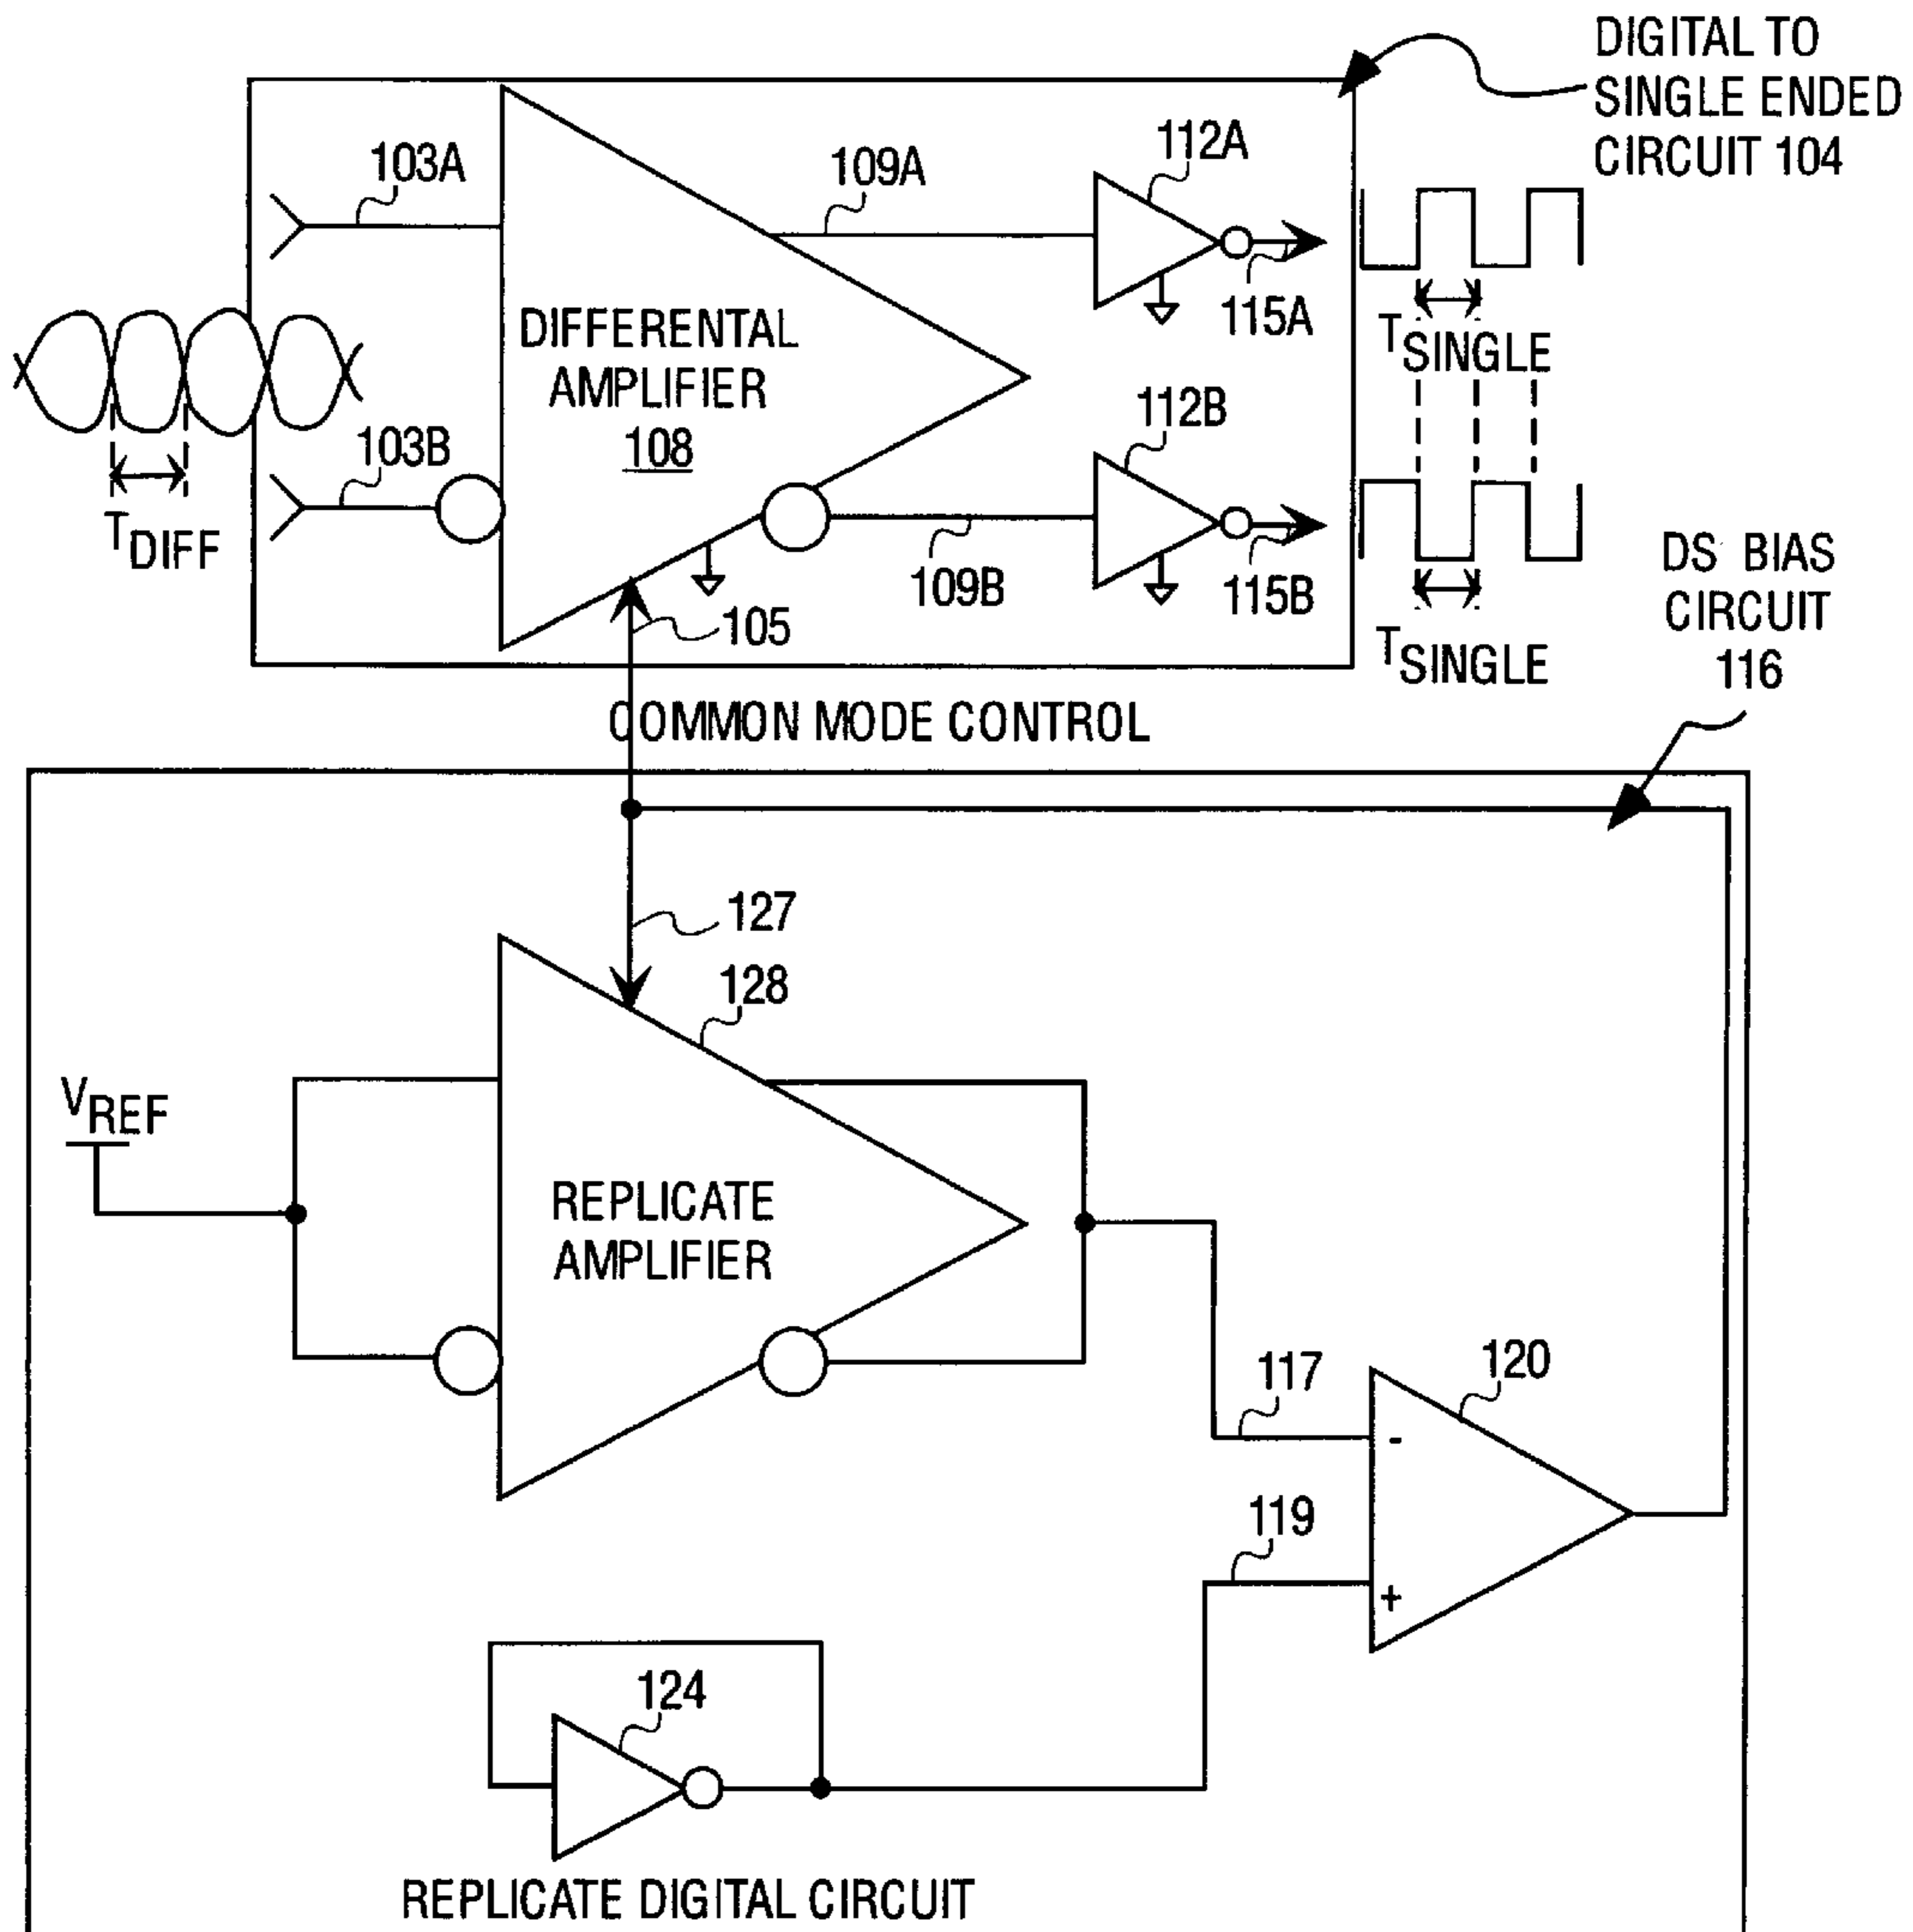 DIGITAL TO
SINGLE ENDED
CIRCUIT 104
103A
109A
112A
115A
TSINGLE
DIFFERENTAL
AMPLIFIER
108
103B
TDIFF
112B
109B
115B
TSINGLE
105
DS BIAS
CIRCUIT
116
COMMON MODE CONTROL
127
128
VREF
REPLICATE
AMPLIFIER
117
-
120
119
+
124
REPLICATE DIGITAL CIRCUIT